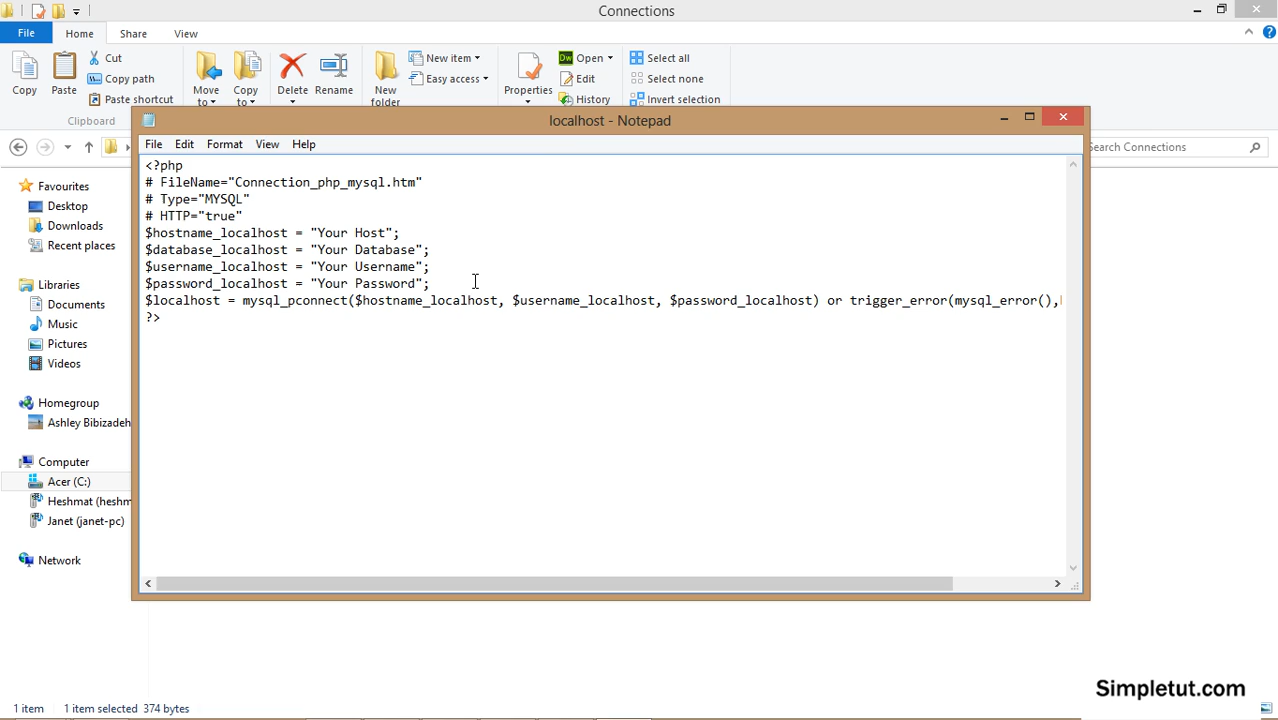 Connections
File
Home
Share
View
Copy
Paste
Cut
Copy path
Paste shortcut
Clipboard
Move to
Copy to
Delete
Rename
New folder
New item
Easy access
Properties
Open
Edit
History
Select all
Select none
Invert selection
Search Connections
localhost - Notepad
File Edit Format View Help
<?php
# FileName="Connection_php_mysql.htm"
# Type="MYSQL"
# HTTP="true"
$hostname_localhost = "Your Host";
$database_localhost = "Your Database";
$username_localhost = "Your Username";
$password_localhost = "Your Password";
$localhost = mysql_pconnect($hostname_localhost, $username_localhost, $password_localhost) or trigger_error(mysql_error(),
?>
Favourites
Desktop
Downloads
Recent places
Libraries
Documents
Music
Pictures
Videos
Homegroup
Ashley Bibizadeh
Computer
Acer (C:)
Heshmat (heshm
Janet (janet-pc)
Network
1 item 1 item selected 374 bytes
Simpletut.com